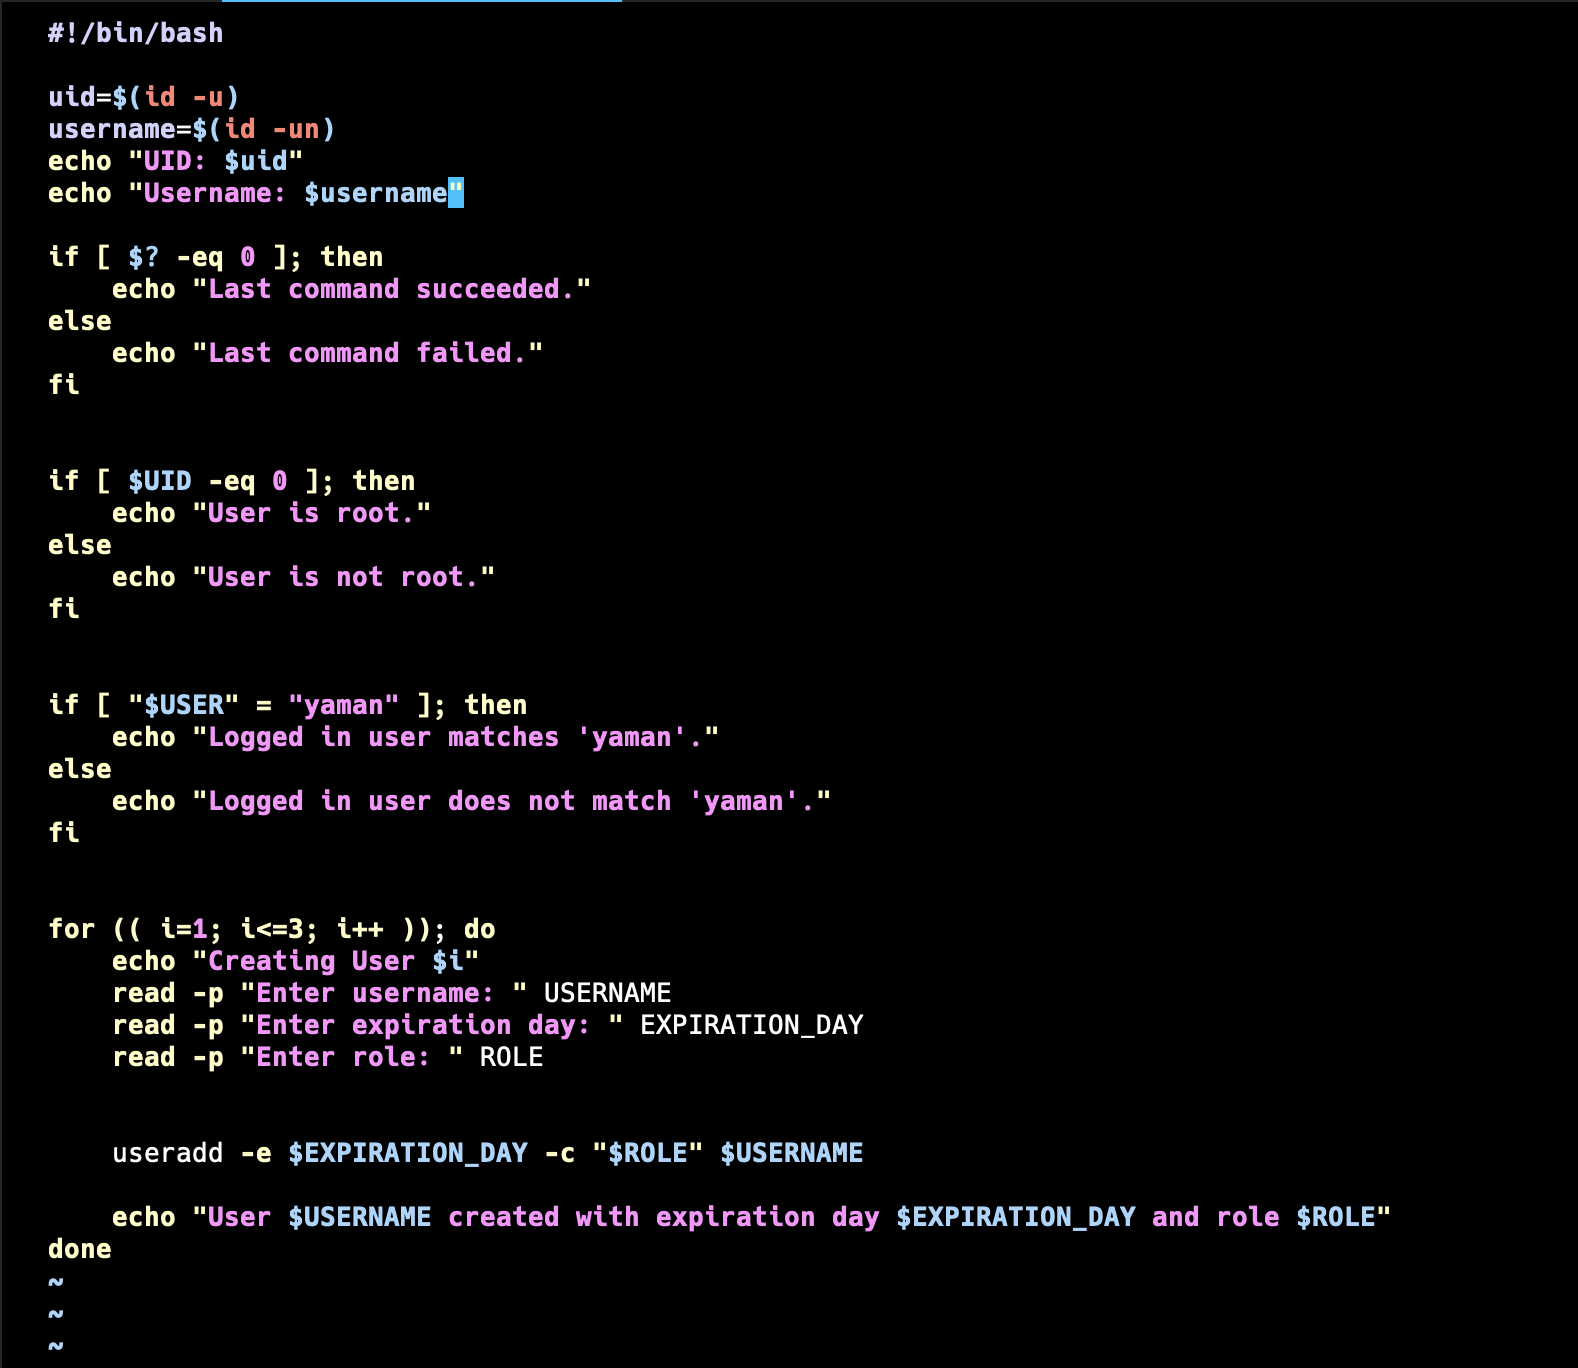 #!/bin/bash
uid=$(id -u)
username=$(id -un)
echo "UID: $uid"
echo "Username: $username"
if [ $? -eq 0 ]; then
    echo "Last command succeeded."
else
    echo "Last command failed."
fi
if [ $UID -eq 0 ]; then
    echo "User is root."
else
    echo "User is not root."
fi
if [ "$USER" = "yaman" ]; then
    echo "Logged in user matches 'yaman'."
else
    echo "Logged in user does not match 'yaman'."
fi
for (( i=1; i<=3; i++ )); do
    echo "Creating User $i"
    read -p "Enter username: " USERNAME
    read -p "Enter expiration day: " EXPIRATION_DAY
    read -p "Enter role: " ROLE
    useradd -e $EXPIRATION_DAY -c "$ROLE" $USERNAME
    echo "User $USERNAME created with expiration day $EXPIRATION_DAY and role $ROLE"
done
~
~
~